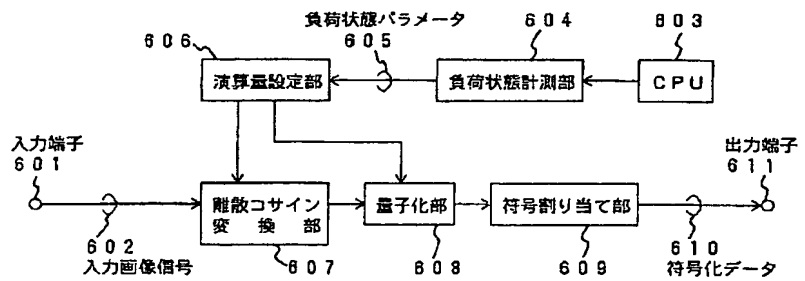 負荷状態パラメータ
606
605
604
603
演算量設定部
負荷状態計測部
CPU
入力端子
601
出力端子
611
離散コサイン
変換部
量子化部
符号割り当て部
602
入力画像信号
607
608
609
610
符号化データ